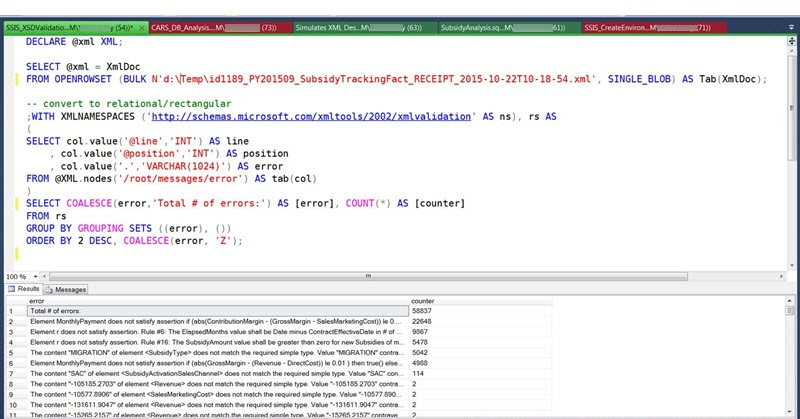 SSIS_XSDValidatio...M\ y (54))* ×
CARS_DB_Analysis....M\ (73))
Simulates XML Des...M\ y (63))
SubsidyAnalysis.sq...M\ (64))
SSIS_CreateEnviron...M\ (71))
DECLARE @xml XML;
SELECT @xml = XmlDoc
FROM OPENROWSET (BULK N'd:\Temp\id1189_PY201509_SubsidyTrackingFact_RECEIPT_2015-10-22T10-18-54.xml', SINGLE_BLOB) AS Tab(XmlDoc);
-- convert to relational/rectangular
;WITH XMLNAMESPACES ('http://schemas.microsoft.com/xmltools/2002/xmlvalidation' AS ns), rs AS
(
SELECT col.value('@line','INT') AS line
, col.value('@position','INT') AS position
, col.value('.','VARCHAR(1024)') AS error
FROM @XML.nodes('/root/messages/error') AS tab(col)
)
SELECT COALESCE(error,'Total # of errors:') AS [error], COUNT(*) AS [counter]
FROM rs
GROUP BY GROUPING SETS ((error), ())
ORDER BY 2 DESC, COALESCE(error, 'Z');
100 %
Results Messages
error counter
1 Total # of errors: 58837
2 Element MonthlyPayment does not satisfy assertion if (abs(ContributionMargin - (GrossMargin - SalesMarketingCost)) le 0.... 22648
3 Element r does not satisfy assertion. Rule #6: The ElapsedMonths value shall be Date minus ContractEffectiveDate in # of ... 9867
4 Element r does not satisfy assertion. Rule #16: The SubsidyAmount value shall be greater than zero for new Subsidies of m... 5478
5 The content "MIGRATION" of element <SubsidyType> does not match the required simple type. Value "MIGRATION" contra... 5042
6 Element MonthlyPayment does not satisfy assertion if (abs(GrossMargin - (Revenue - DirectCost)) le 0.01 ) then true() else... 4988
7 The content "SAC" of element <SubsidyActivationSalesChannel> does not match the required simple type. Value "SAC" con... 114
8 The content "-105185.2703" of element <Revenue> does not match the required simple type. Value "-105185.2703" contrave... 2
9 The content "-10577.8906" of element <SalesMarketingCost> does not match the required simple type. Value "-10577.890... 2
10 The content "-131611.9047" of element <Revenue> does not match the required simple type. Value "-131611.9047" contrave... 2
11 The content "-15265.2157" of element <Revenue> does not match the required simple type. Value "-15265.2157" contrave... 2